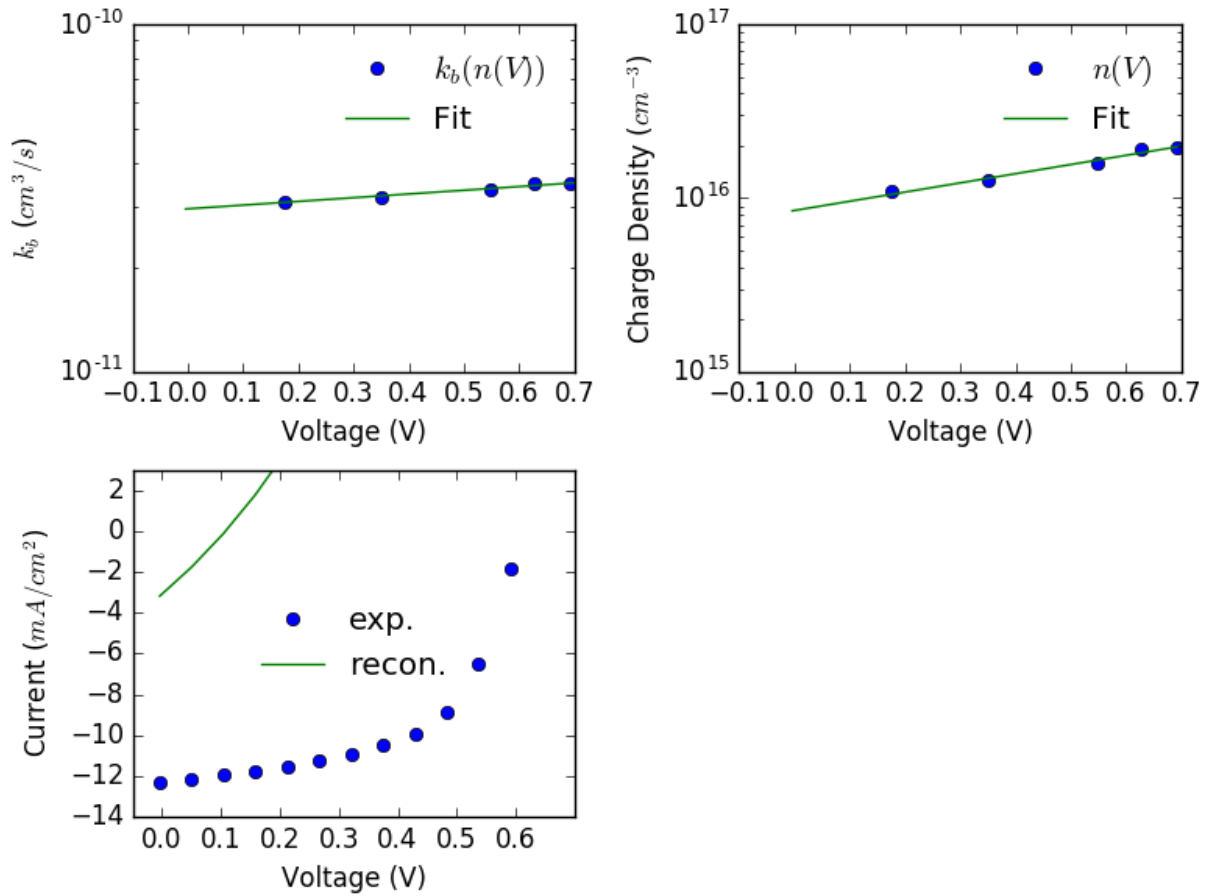 10^{-10}
k_b(n(V))
Fit
k_b (cm^3/s)
10^{-11}
−0.1 0.0 0.1 0.2 0.3 0.4 0.5 0.6 0.7
Voltage (V)
10^{17}
n(V)
Fit
Charge Density (cm^{−3})
10^{16}
10^{15}
−0.1 0.0 0.1 0.2 0.3 0.4 0.5 0.6 0.7
Voltage (V)
2
0
−2
−4
−6
−8
−10
−12
−14
exp.
recon.
Current (mA/cm^2)
0.0 0.1 0.2 0.3 0.4 0.5 0.6
Voltage (V)